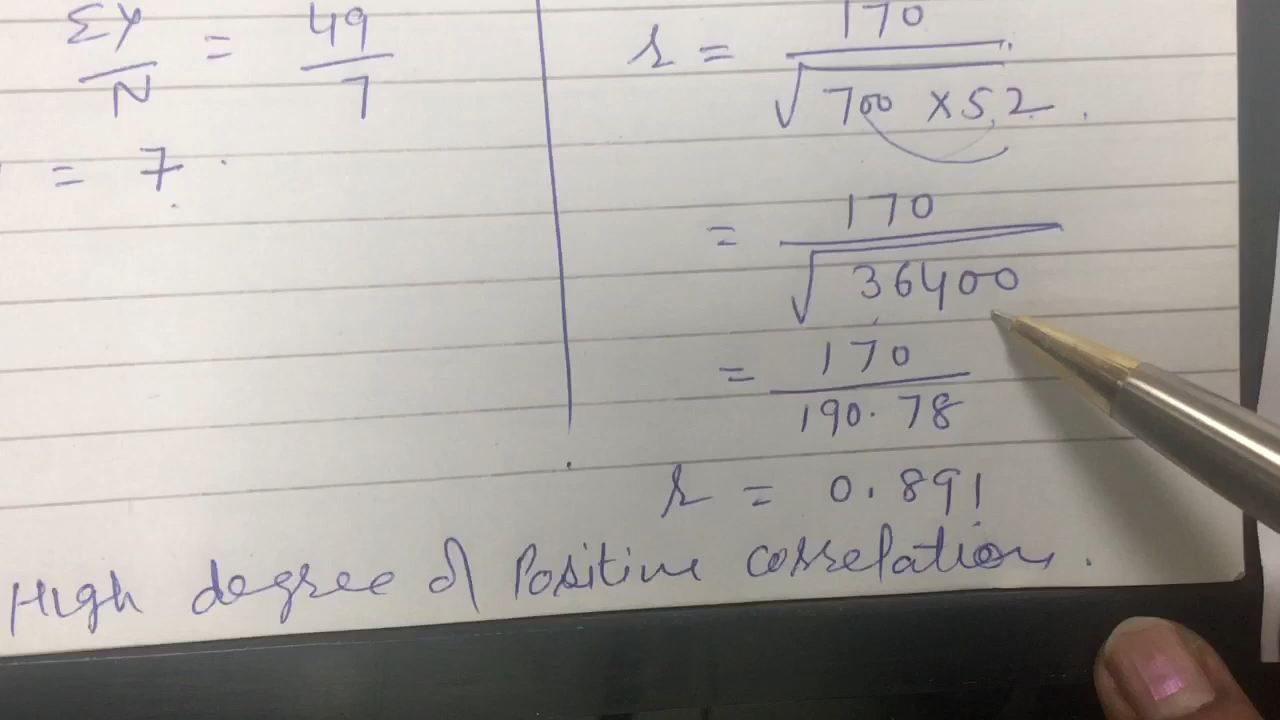 ΣY/N = 49/7
= 7
r = 170/√700 × 52
= 170/√36400
= 170/190.78
r = 0.891
High degree of Positive correlation.